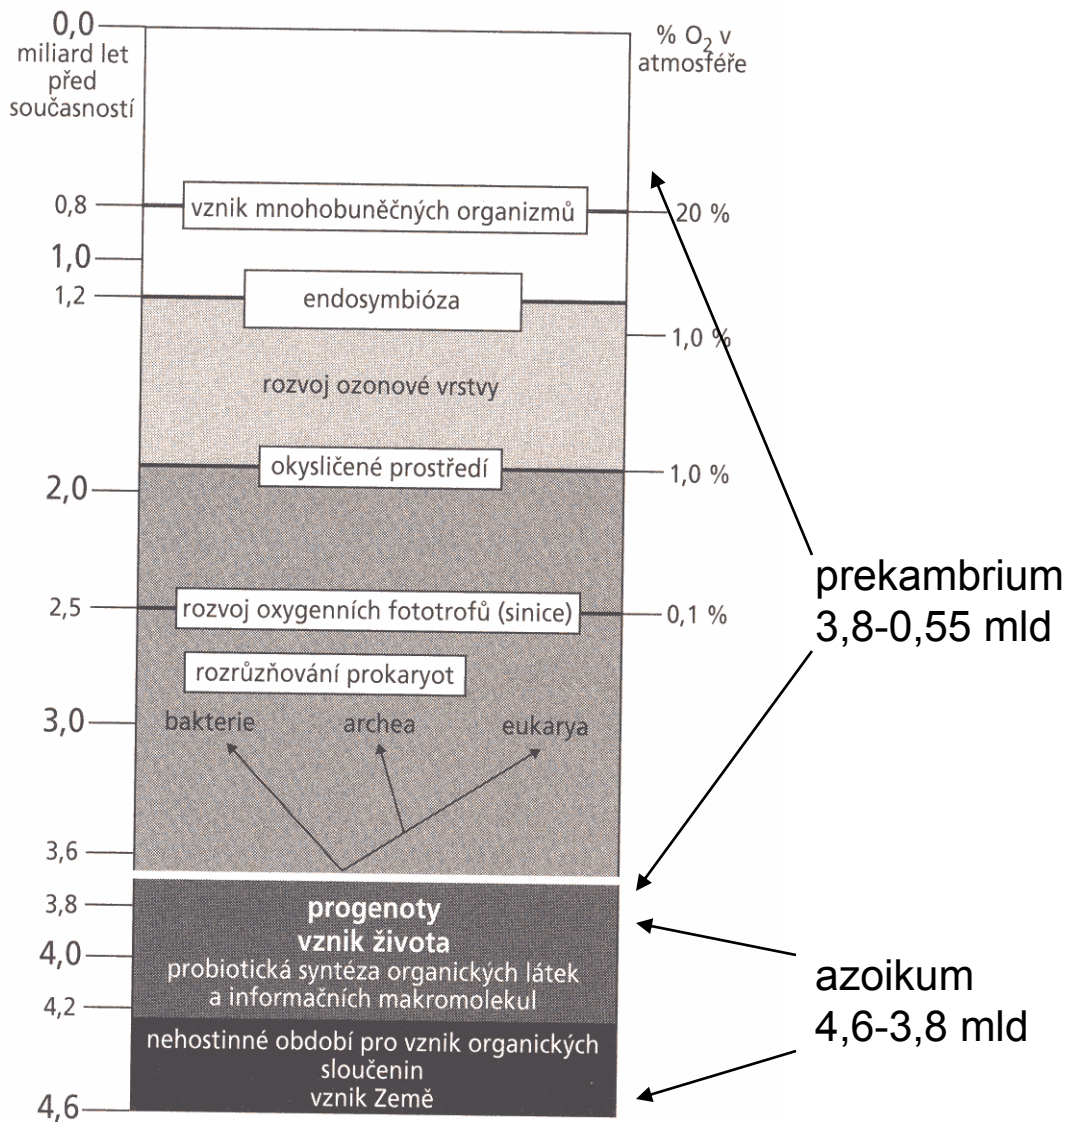 0,0
miliard let
před
současností
% O2 v
atmosféře
0,8
vznik mnohobuněčných organizmů
20 %
1,0
1,2
endosymbióza
1,0 %
rozvoj ozonové vrstvy
okysličené prostředí
1,0 %
2,0
prekambrium
3,8-0,55 mld
2,5
rozvoj oxygenních fototrofů (sinice)
0,1 %
rozrůzňování prokaryot
3,0
bakterie
archea
eukarya
3,6
3,8
progenoty
vznik života
4,0
probiotická syntéza organických látek
a informačních makromolekul
4,2
azoikum
4,6-3,8 mld
nehostinné období pro vznik organických
sloučenin
vznik Země
4,6